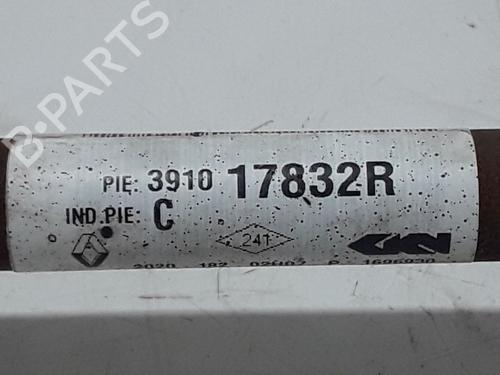 B-PARTS
PIE: 3910 17832R
IND.PIE: C
241
GKN